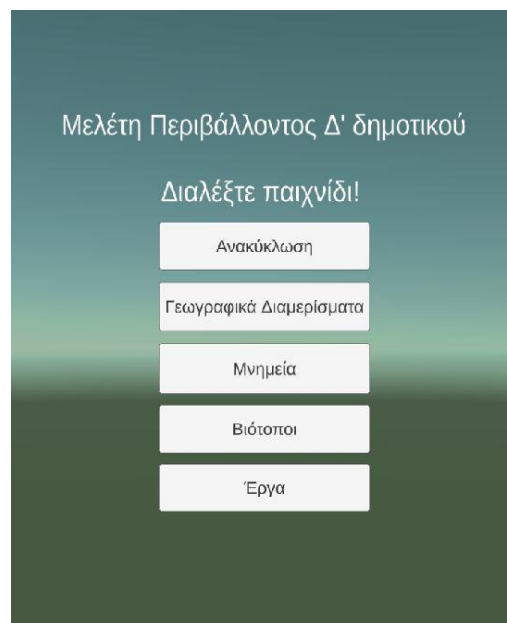 Μελέτη Περιβάλλοντος Δ' δημοτικού
Διαλέξτε παιχνίδι!
Ανακύκλωση
Γεωγραφικά Διαμερίσματα
Μνημεία
Βιότοποι
Έργα